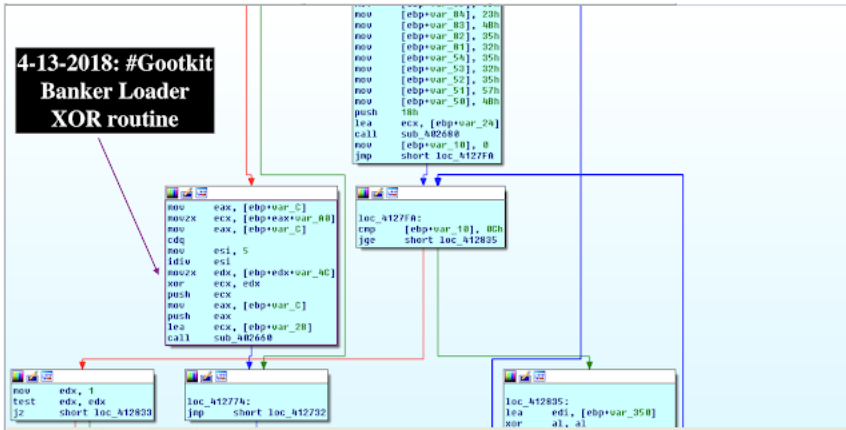 4-13-2018: #Gootkit
Banker Loader
XOR routine
mov [ebp+var_84], 23h
mov [ebp+var_83], 4Bh
mov [ebp+var_82], 35h
mov [ebp+var_81], 32h
mov [ebp+var_54], 35h
mov [ebp+var_53], 32h
mov [ebp+var_52], 35h
mov [ebp+var_51], 57h
mov [ebp+var_50], 4Bh
push 18h
lea ecx, [ebp+var_24]
call sub_402680
mov [ebp+var_10], 0
jmp short loc_4127FA
mov eax, [ebp+var_C]
movzx ecx, [ebp+eax+var_A0]
mov eax, [ebp+var_C]
cdq
mov esi, 5
idiv esi
movzx edx, [ebp+edx+var_4C]
xor ecx, edx
push ecx
mov eax, [ebp+var_C]
push eax
lea ecx, [ebp+var_28]
call sub_402660
loc_4127FA:
cmp [ebp+var_10], 0Ch
jge short loc_412835
mov edx, 1
test edx, edx
jz short loc_412833
loc_412774:
jmp short loc_412732
loc_412835:
lea edi, [ebp+var_350]
xor al, al